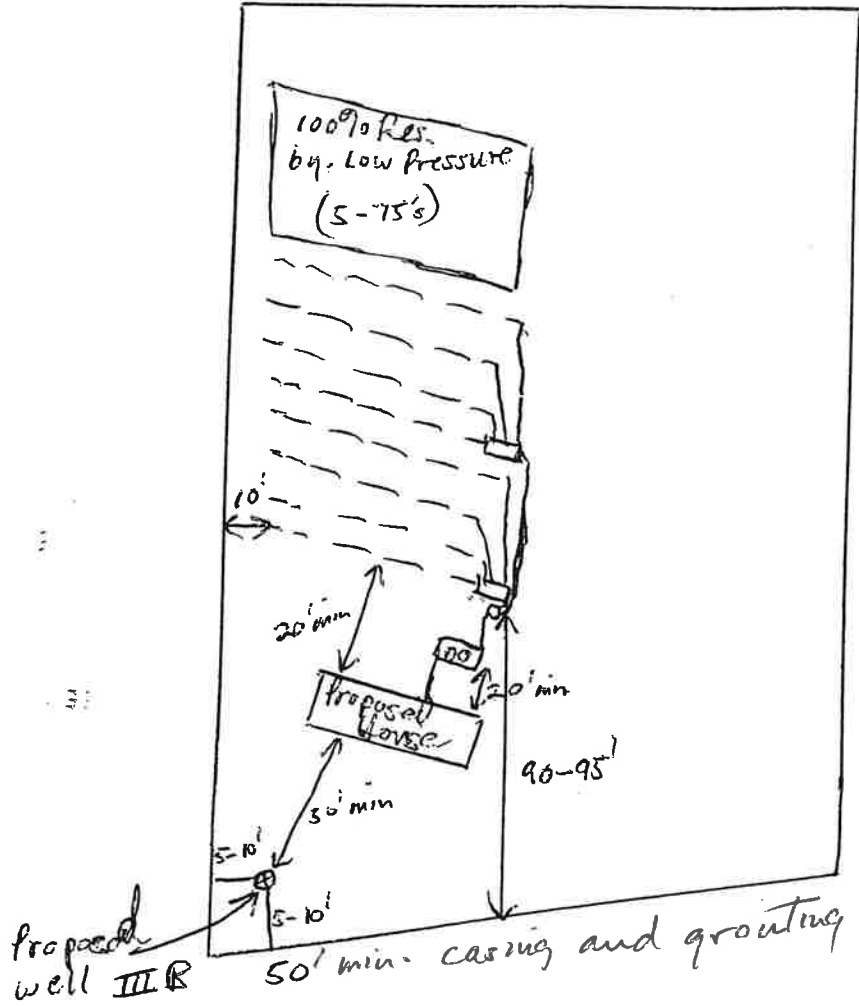 100% Res.
by. Low Pressure
(5-75's)
10'
20' min
20' min
Proposed
House
90-95'
30' min
5-10'
5-10'
Proposed
well III B
50' min. casing and grouting